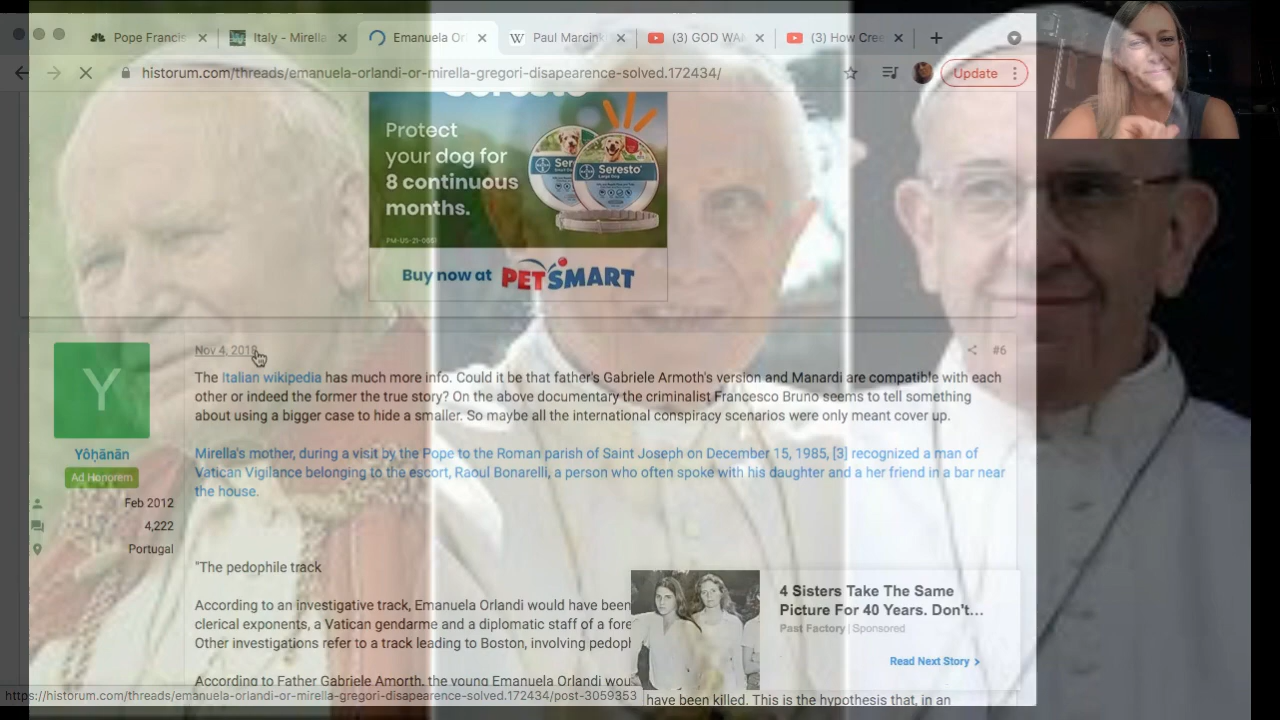 Pope Francis
Italy - Mirella
Emanuela Or
Paul Marcink
(3) GOD WAN
(3) How Cree
historum.com/threads/emanuela-orlandi-or-mirella-gregori-disapearence-solved.172434/
Update
Seresto
Protect
your dog for
8 continuous
months.
Buy now at PETSMART
Nov 4, 2018
#6
Y
Yôḥānān
Ad Honorem
Feb 2012
4,222
Portugal
The Italian wikipedia has much more info. Could it be that father's Gabriele Armoth's version and Manardi are compatible with each
other or indeed the former the true story? On the above documentary the criminalist Francesco Bruno seems to tell something
about using a bigger case to hide a smaller. So maybe all the international conspiracy scenarios were only meant cover up.
Mirella's mother, during a visit by the Pope to the Roman parish of Saint Joseph on December 15, 1985, [3] recognized a man of
Vatican Vigilance belonging to the escort, Raoul Bonarelli, a person who often spoke with his daughter and a her friend in a bar near
the house.
"The pedophile track
According to an investigative track, Emanuela Orlandi would have been
clerical exponents, a Vatican gendarme and a diplomatic staff of a fore
Other investigations refer to a track leading to Boston, involving pedoph
According to Father Gabriele Amorth, the young Emanuela Orlandi wou
have been killed. This is the hypothesis that, in an
4 Sisters Take The Same
Picture For 40 Years. Don't...
Past Factory | Sponsored
Read Next Story >
https://historum.com/threads/emanuela-orlandi-or-mirella-gregori-disapearence-solved.172434/post-3059353